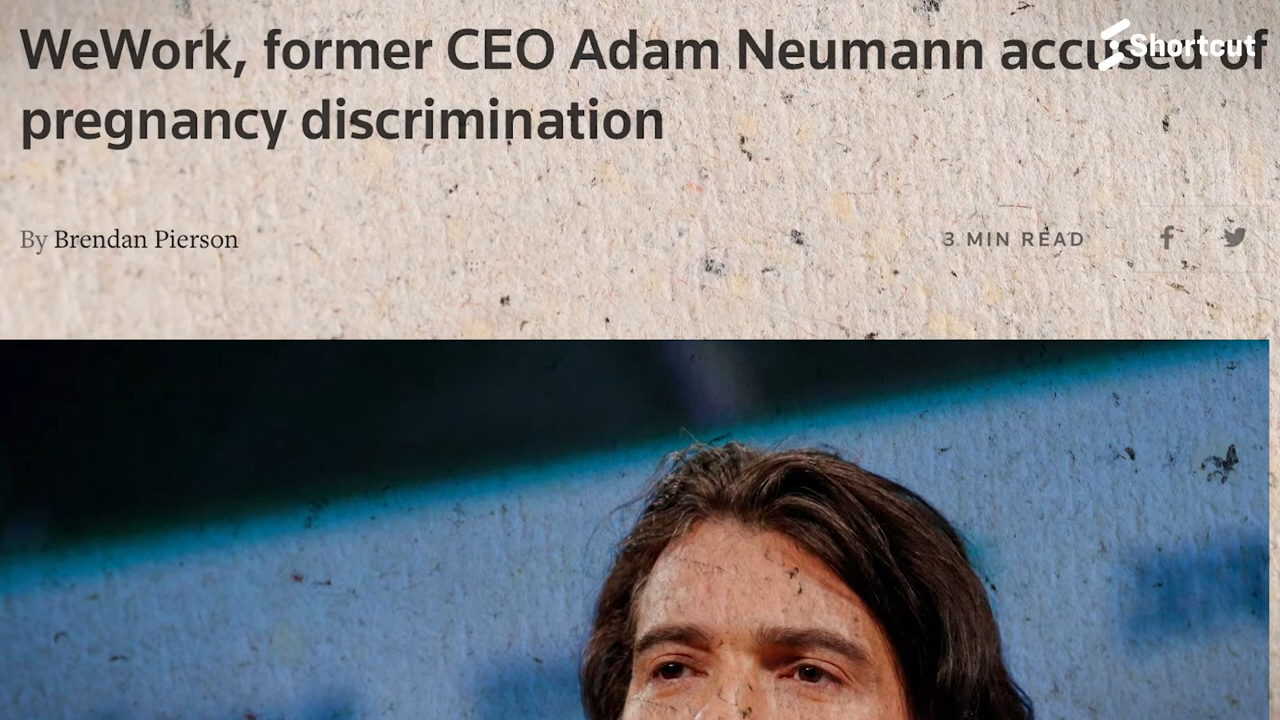 WeWork, former CEO Adam Neumann accused of
Shortcut
pregnancy discrimination
By Brendan Pierson
3 MIN READ